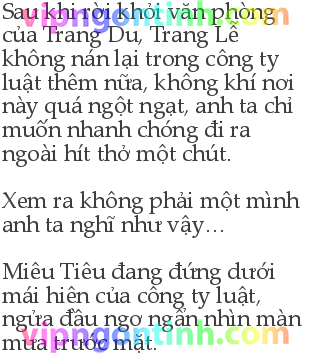 Sau khi rời khỏi văn phòng
của Trang Du, Trang Lễ
không nán lại trong công ty
luật thêm nữa, không khí nơi
này quá ngột ngạt, anh ta chỉ
muốn nhanh chóng đi ra
ngoài hít thở một chút.
Xem ra không phải một mình
anh ta nghĩ như vậy…
Miêu Tiêu đang đứng dưới
mái hiên của công ty luật,
ngửa đầu ngơ ngẩn nhìn màn
mưa trước mặt.
vipngontinh.com
vipngontinh.com
vipngontinh.com